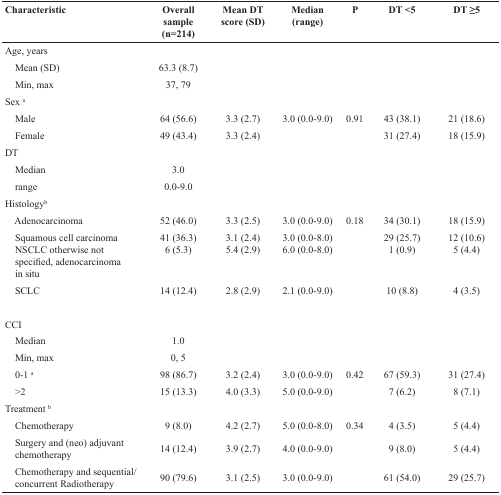 Characteristic Overall sample (n=214) Mean DT score (SD) Median (range) P DT <5 DT ≥5
Age, years
Mean (SD) 63.3 (8.7)
Min, max 37, 79
Sex a
Male 64 (56.6) 3.3 (2.7) 3.0 (0.0-9.0) 0.91 43 (38.1) 21 (18.6)
Female 49 (43.4) 3.3 (2.4) 31 (27.4) 18 (15.9)
DT
Median 3.0
range 0.0-9.0
Histologyb
Adenocarcinoma 52 (46.0) 3.3 (2.5) 3.0 (0.0-9.0) 0.18 34 (30.1) 18 (15.9)
Squamous cell carcinoma 41 (36.3) 3.1 (2.4) 3.0 (0.0-8.0) 29 (25.7) 12 (10.6)
NSCLC otherwise not 6 (5.3) 5.4 (2.9) 6.0 (0.0-8.0) 1 (0.9) 5 (4.4)
specified, adenocarcinoma
in situ
SCLC 14 (12.4) 2.8 (2.9) 2.1 (0.0-9.0) 10 (8.8) 4 (3.5)
CCI
Median 1.0
Min, max 0, 5
0-1 a 98 (86.7) 3.2 (2.4) 3.0 (0.0-9.0) 0.42 67 (59.3) 31 (27.4)
>2 15 (13.3) 4.0 (3.3) 5.0 (0.0-9.0) 7 (6.2) 8 (7.1)
Treatment b
Chemotherapy 9 (8.0) 4.2 (2.7) 5.0 (0.0-8.0) 0.34 4 (3.5) 5 (4.4)
Surgery and (neo) adjuvant
chemotherapy 14 (12.4) 3.9 (2.7) 4.0 (0.0-9.0) 9 (8.0) 5 (4.4)
Chemotherapy and sequential/
concurrent Radiotherapy 90 (79.6) 3.1 (2.5) 3.0 (0.0-9.0) 61 (54.0) 29 (25.7)